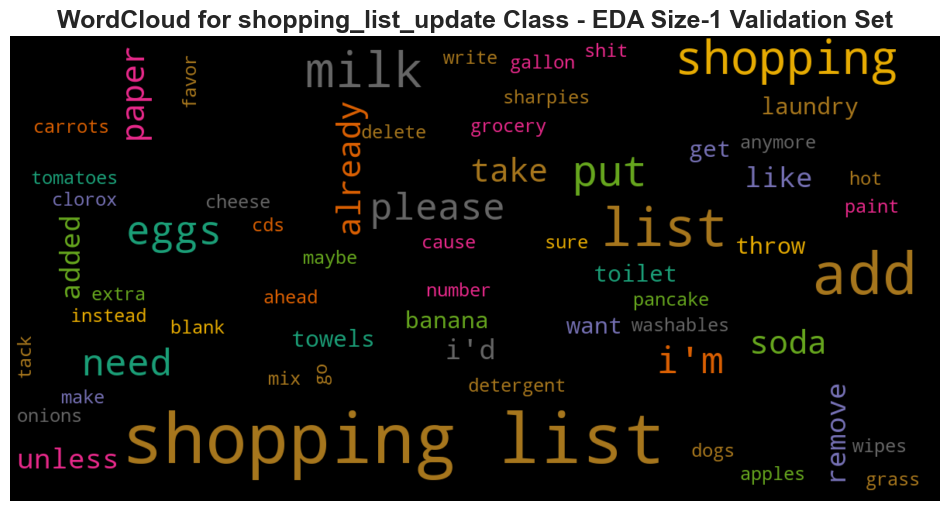 WordCloud for shopping_list_update Class - EDA Size-1 Validation Set
shopping
milk
write
gallon
shit
paper
favor
sharpies
laundry
carrots
already
delete
grocery
anymore
get
take
put
like
hot
tomatoes
clorox
cheese
please
paint
eggs
cds
cause
sure
list
throw
added
maybe
toilet
add
extra
ahead
number
pancake
instead
blank
banana
want
washables
towels
i'd
soda
tack
need
i'm
mix
go
detergent
make
onions
remove
shopping list
unless
dogs
wipes
apples
grass